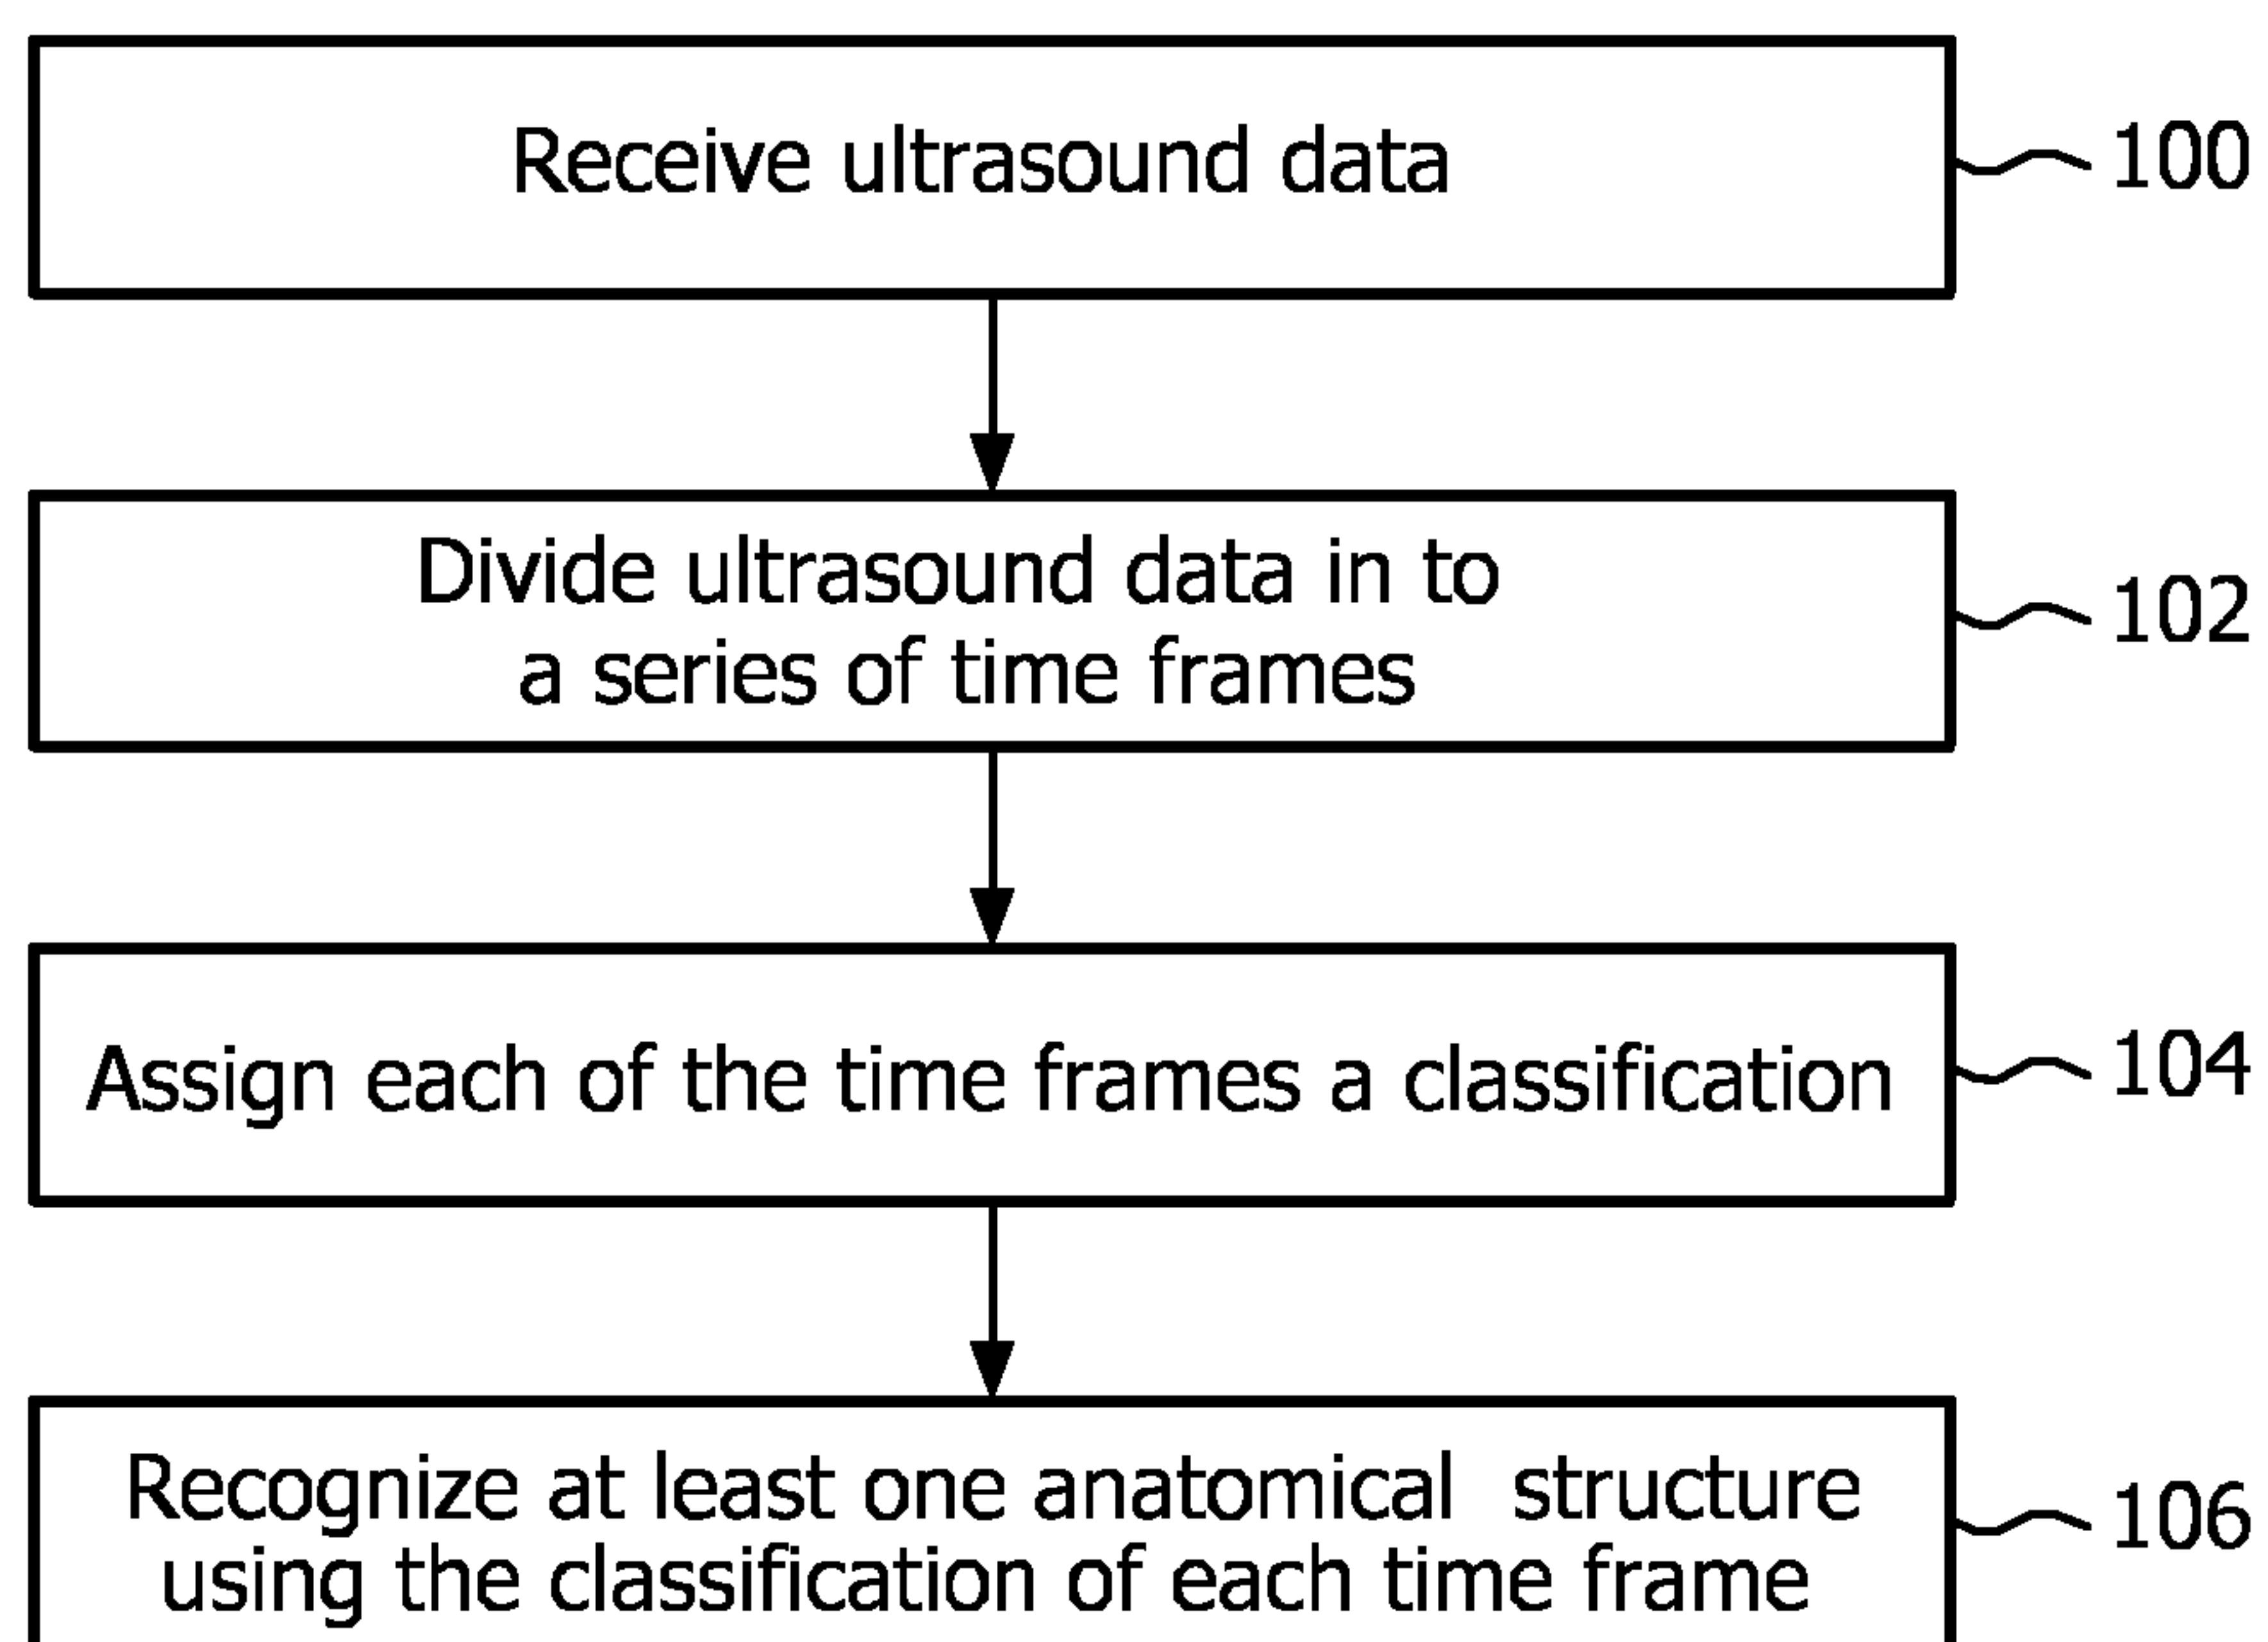 Receive ultrasound data
100
Divide ultrasound data in to
a series of time frames
102
Assign each of the time frames a classification
104
Recognize at least one anatomical structure
using the classification of each time frame
106